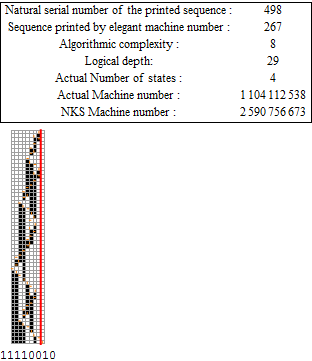 Natural serial number of the printed sequence : 498
Sequence printed by elegant machine number : 267
Algorithmic complexity : 8
Logical depth: 29
Actual Number of states : 4
Actual Machine number : 1 104 112 538
NKS Machine number : 2 590 756 673
11110010